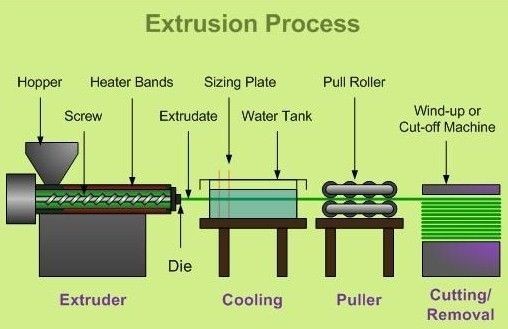 Extrusion Process
Hopper
Heater Bands
Sizing Plate
Pull Roller
Screw
Extrudate
Water Tank
Wind-up or
Cut-off Machine
Die
Extruder
Cooling
Puller
Cutting/
Removal